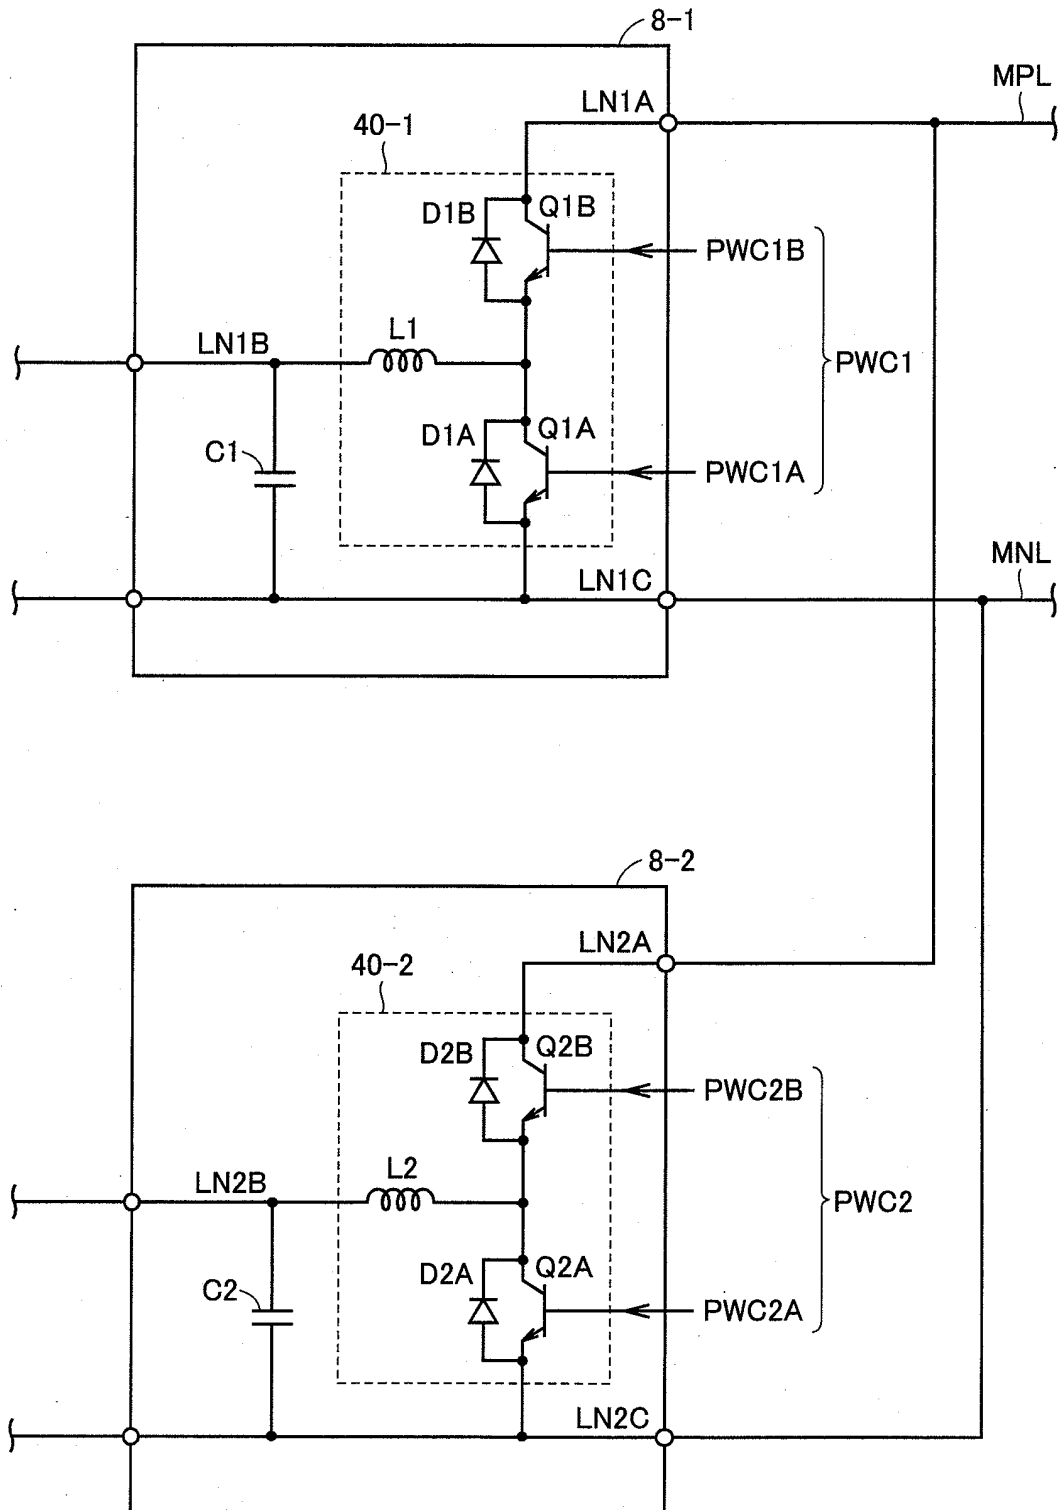 8-1
MPL
LN1A
40-1
D1B
Q1B
PWC1B
LN1B
L1
PWC1
D1A
Q1A
C1
PWC1A
MNL
LN1C
8-2
LN2A
40-2
D2B
Q2B
PWC2B
LN2B
L2
PWC2
D2A
Q2A
C2
PWC2A
LN2C